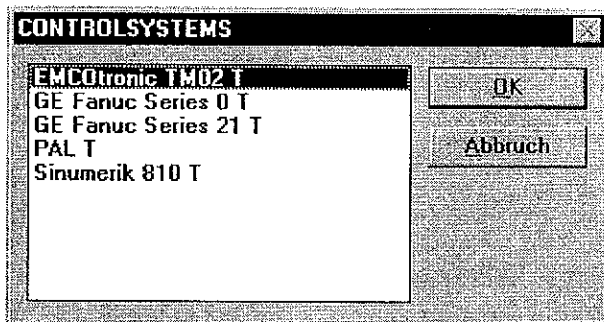 CONTROLSYSTEMS
EMCOtronic TM02 T
GE Fanuc Series 0 T
GE Fanuc Series 21 T
PAL T
Sinumerik 810 T
OK
Abbruch